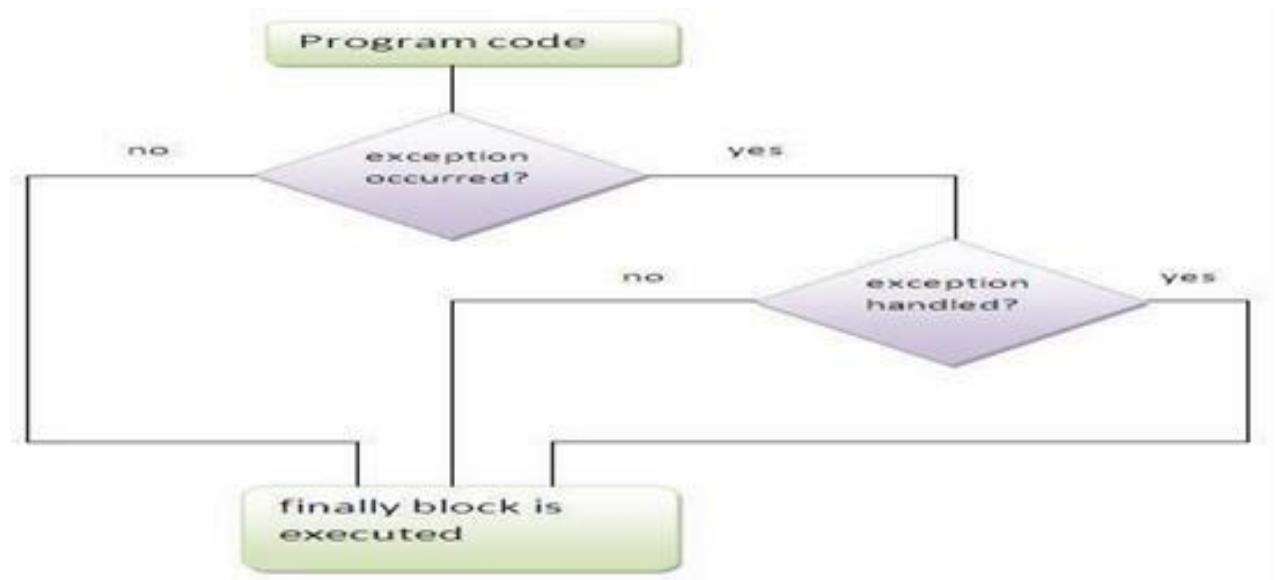 Program code
no
exception
occurred?
yes
no
exception
handled?
yes
finally block is
executed